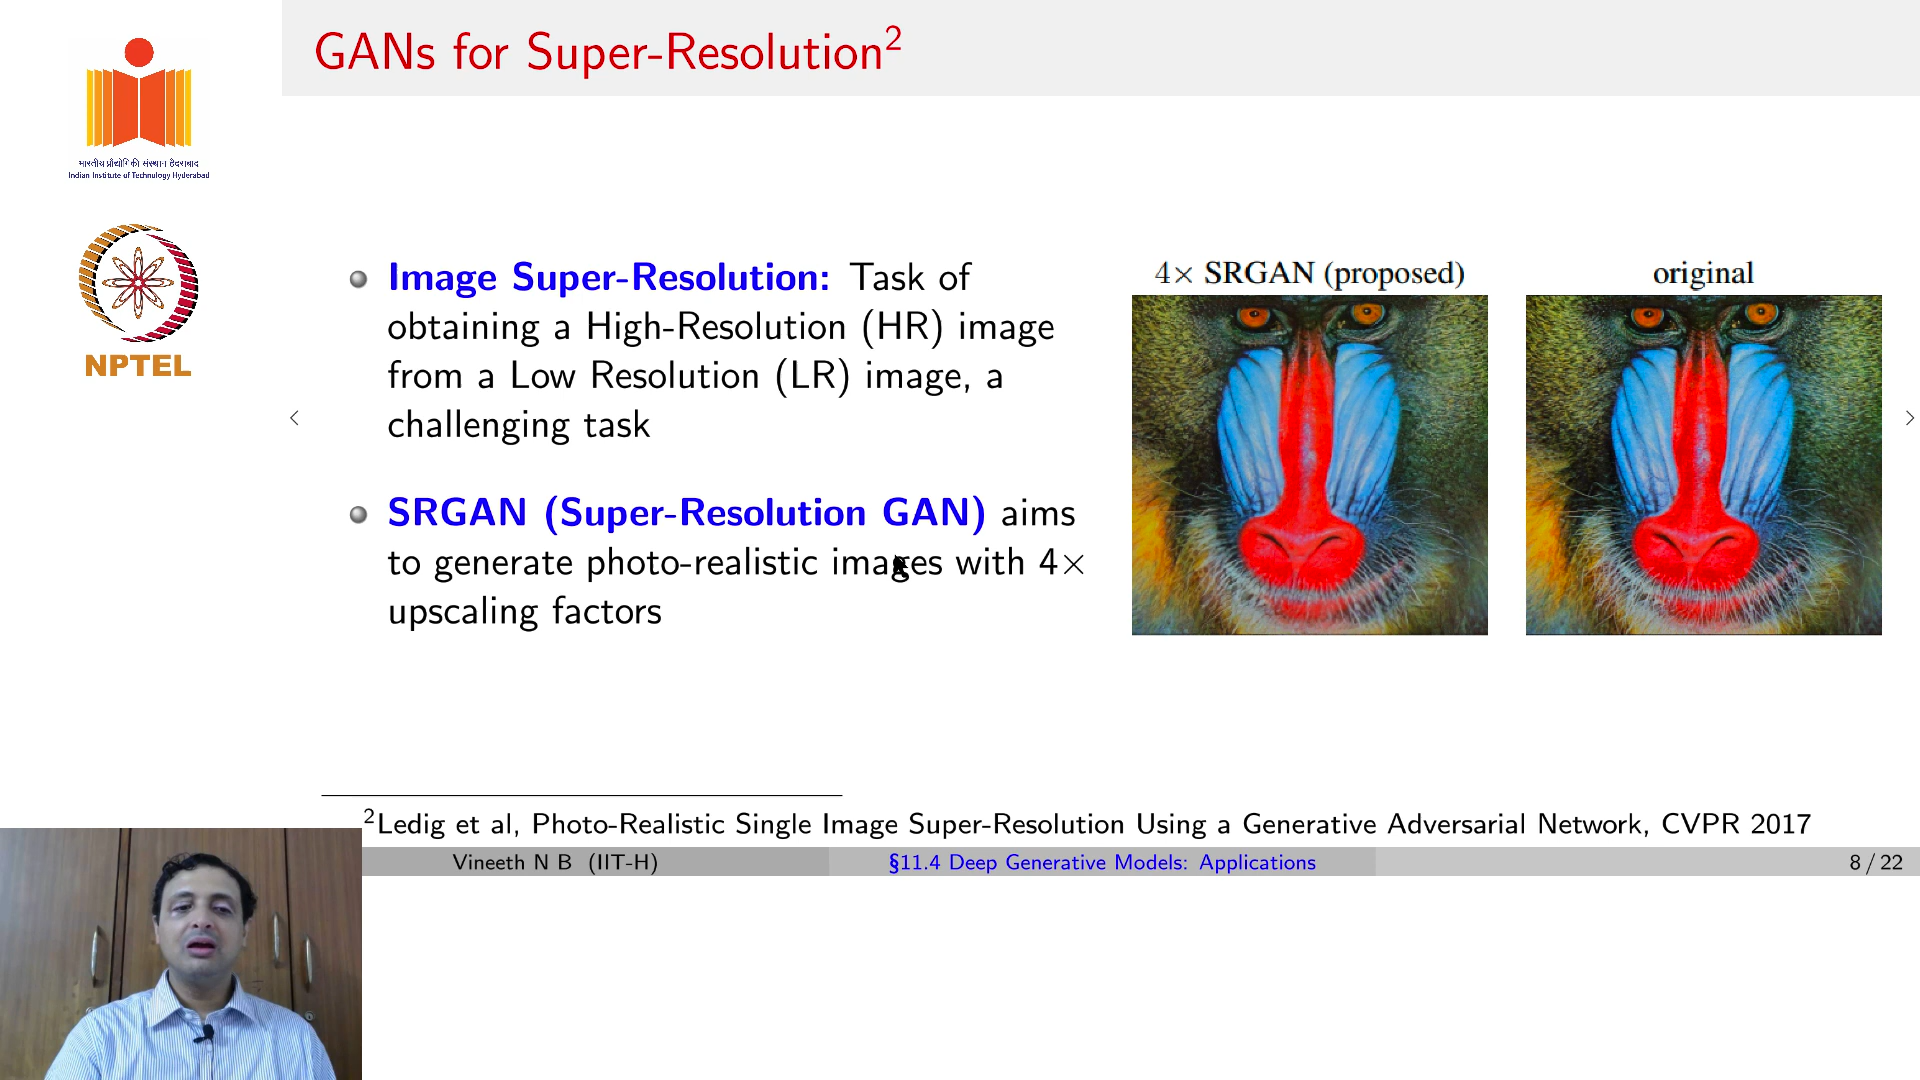 GANs for Super-Resolution²
भारतीय प्रौद्योगिकी संस्थान हैदराबाद
Indian Institute of Technology Hyderabad
NPTEL
Image Super-Resolution: Task of
obtaining a High-Resolution (HR) image
from a Low Resolution (LR) image, a
challenging task
SRGAN (Super-Resolution GAN) aims
to generate photo-realistic images with 4×
upscaling factors
4× SRGAN (proposed)
original
²Ledig et al, Photo-Realistic Single Image Super-Resolution Using a Generative Adversarial Network, CVPR 2017
Vineeth N B (IIT-H)
§11.4 Deep Generative Models: Applications
8 / 22